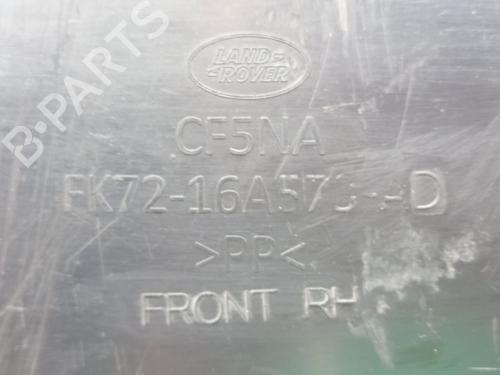 B-PARTS
LAND-
-ROVER
CF5NA
>PP<
FRONT RH